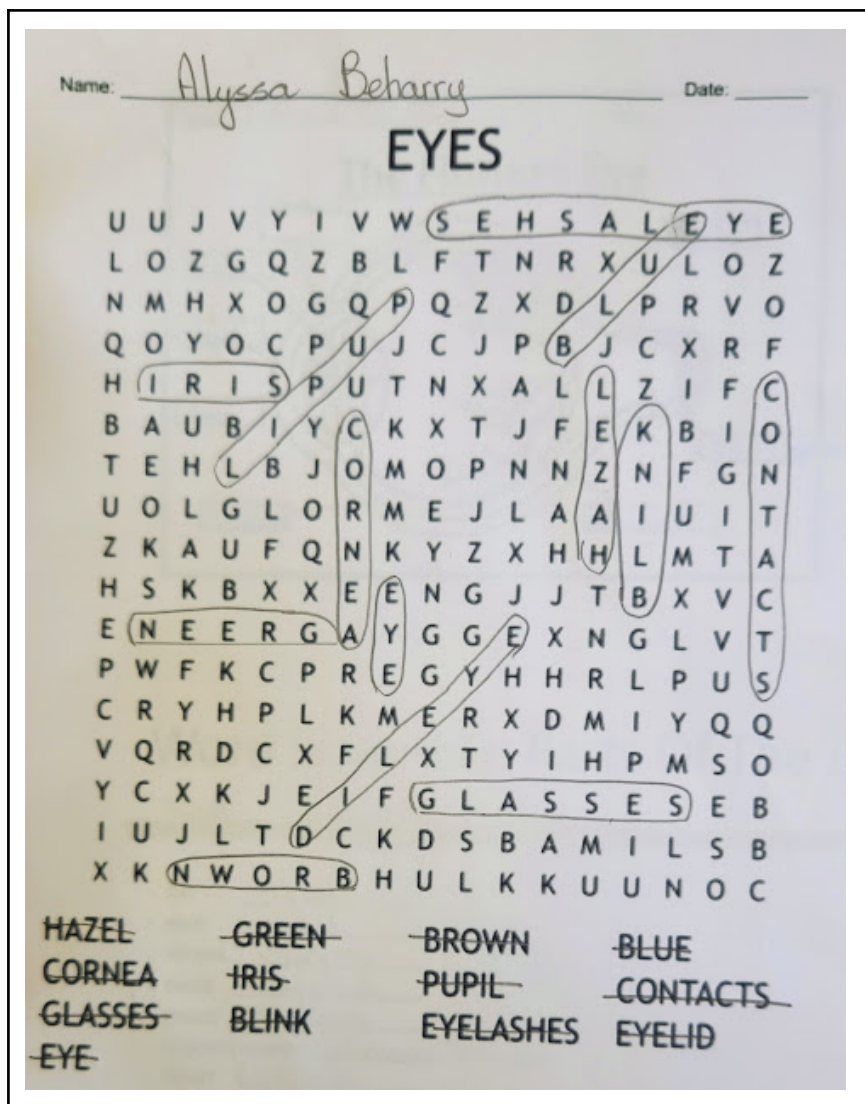 Name: Alyssa Beharry Date:
EYES
U U J V Y I V W S E H S A L E Y E
L O Z G Q Z B L F T N R X U L O Z
N M H X O G Q P Q Z X D L P R V O
Q O Y O C P U J C J P B J C X R F
H I R I S P U T N X A L L Z I F C
B A U B I Y C K X T J F E K B I O
T E H L B J O M O P N N Z N F G N
U O L G L O R M E J L A A I U I T
Z K A U F Q N K Y Z X H H L M T A
H S K B X X E E N G J J T B X V C
E N E E R G A Y G G E X N G L V T
P W F K C P R E G Y H H R L P U S
C R Y H P L K M E R X D M I Y Q Q
V Q R D C X F L X T Y I H P M S O
Y C X K J E I F G L A S S E S E B
I U J L T D C K D S B A M I L S B
X K N W O R B H U L K K U U N O C
HAZEL GREEN BROWN BLUE
CORNEA IRIS PUPIL CONTACTS
GLASSES BLINK EYELASHES EYELID
EYE